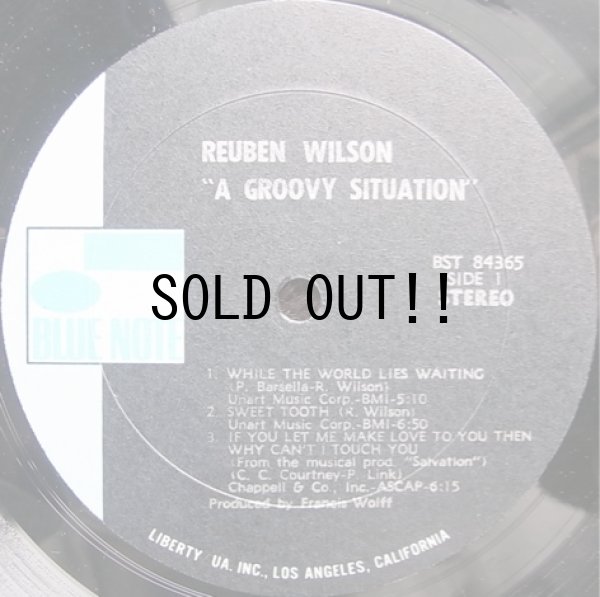 REUBEN WILSON
"A GROOVY SITUATION"
BST 84365
SIDE 1
STEREO
SOLD OUT!!
BLUE NOTE
1. WHILE THE WORLD LIES WAITING
(P. Barsella-R. Wilson)
Unart Music Corp.-BMI-5:10
2. SWEET TOOTH (R. Wilson)
Unart Music Corp.-BMI-6:50
3. IF YOU LET ME MAKE LOVE TO YOU THEN
WHY CAN'T I TOUCH YOU
(From the musical prod. "Salvation")
(C. C. Courtney-P. Link)
Chappell & Co., Inc.-ASCAP-6:15
Produced by Francis Wolff
LIBERTY UA. INC., LOS ANGELES, CALIFORNIA